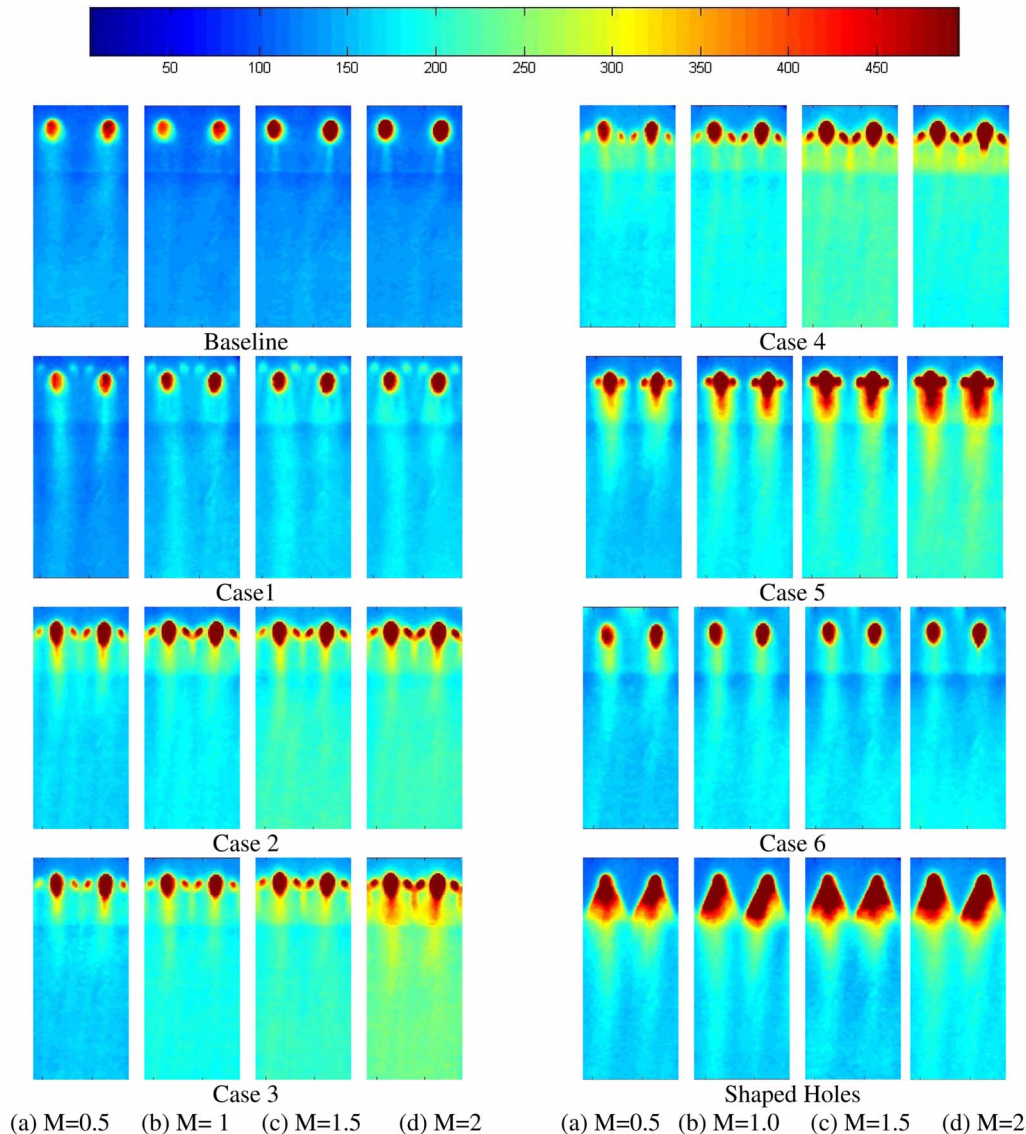 50 100 150 200 250 300 350 400 450
Baseline
Case 4
Case1
Case 5
Case 2
Case 6
Case 3
Shaped Holes
(a) M=0.5 (b) M= 1 (c) M=1.5 (d) M=2
(a) M=0.5 (b) M=1.0 (c) M=1.5 (d) M=2